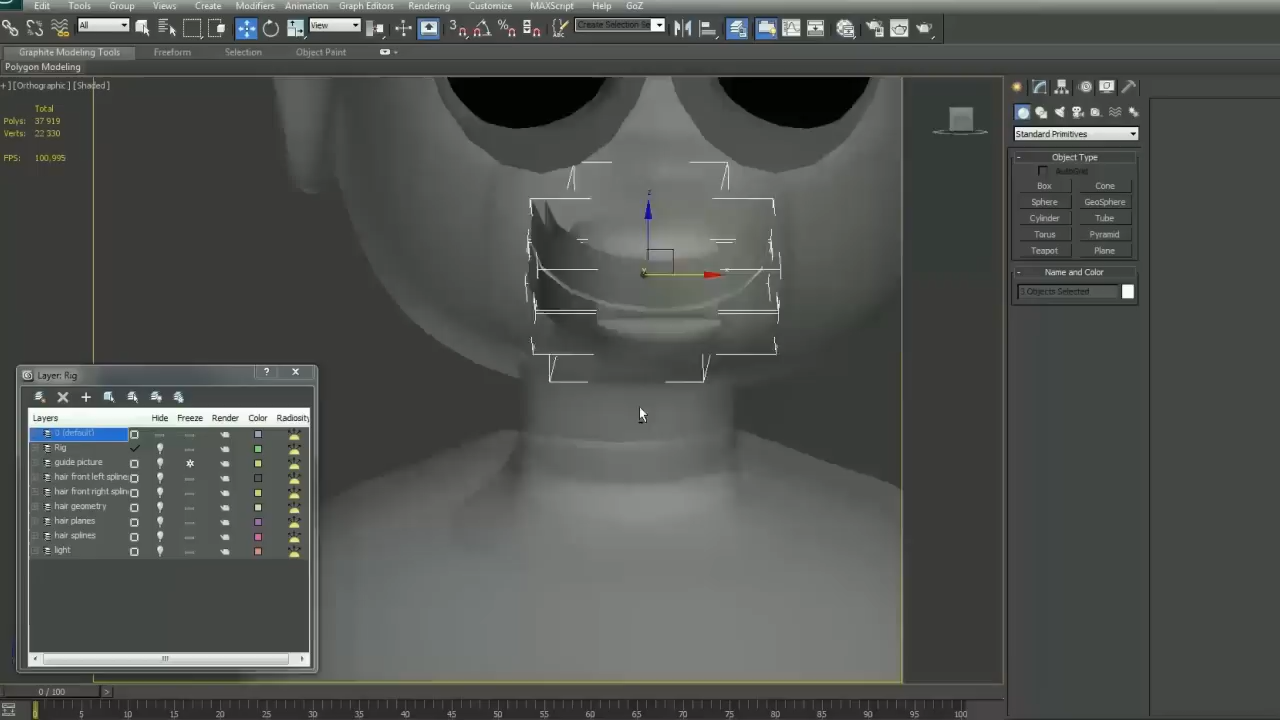 Edit Tools Group Views Create Modifiers Animation Graph Editors Rendering Customize MAXScript Help GoZ
All View Create Selection Se
Graphite Modeling Tools Freeform Selection Object Paint
Polygon Modeling
+ ] [Orthographic ] [Shaded ]
Total
Polys: 37 919
Verts: 22 330
FPS: 100,995
z
Standard Primitives
- Object Type
AutoGrid
Box Cone
Sphere GeoSphere
Cylinder Tube
Torus Pyramid
Teapot Plane
- Name and Color
3 Objects Selected
Layer: Rig ?
Layers Hide Freeze Render Color Radiosity
0 (default)
Rig
guide picture
hair front left spline
hair front right splin
hair geometry
hair planes
hair splines
light
0 / 100 >
0 5 10 15 20 25 30 35 40 45 50 55 60 65 70 75 80 85 90 95 100